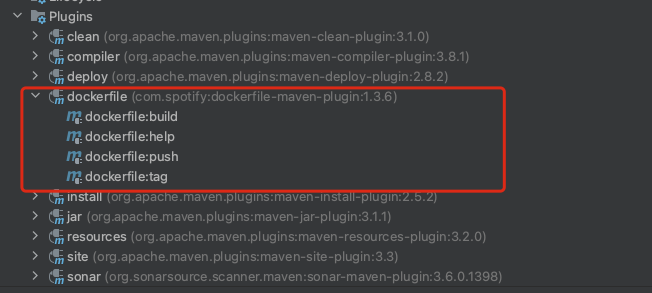 Plugins
clean (org.apache.maven.plugins:maven-clean-plugin:3.1.0)
compiler (org.apache.maven.plugins:maven-compiler-plugin:3.8.1)
deploy (org.apache.maven.plugins:maven-deploy-plugin:2.8.2)
dockerfile (com.spotify:dockerfile-maven-plugin:1.3.6)
dockerfile:build
dockerfile:help
dockerfile:push
dockerfile:tag
install (org.apache.maven.plugins:maven-install-plugin:2.5.2)
jar (org.apache.maven.plugins:maven-jar-plugin:3.1.1)
resources (org.apache.maven.plugins:maven-resources-plugin:3.2.0)
site (org.apache.maven.plugins:maven-site-plugin:3.3)
sonar (org.sonarsource.scanner.maven:sonar-maven-plugin:3.6.0.1398)